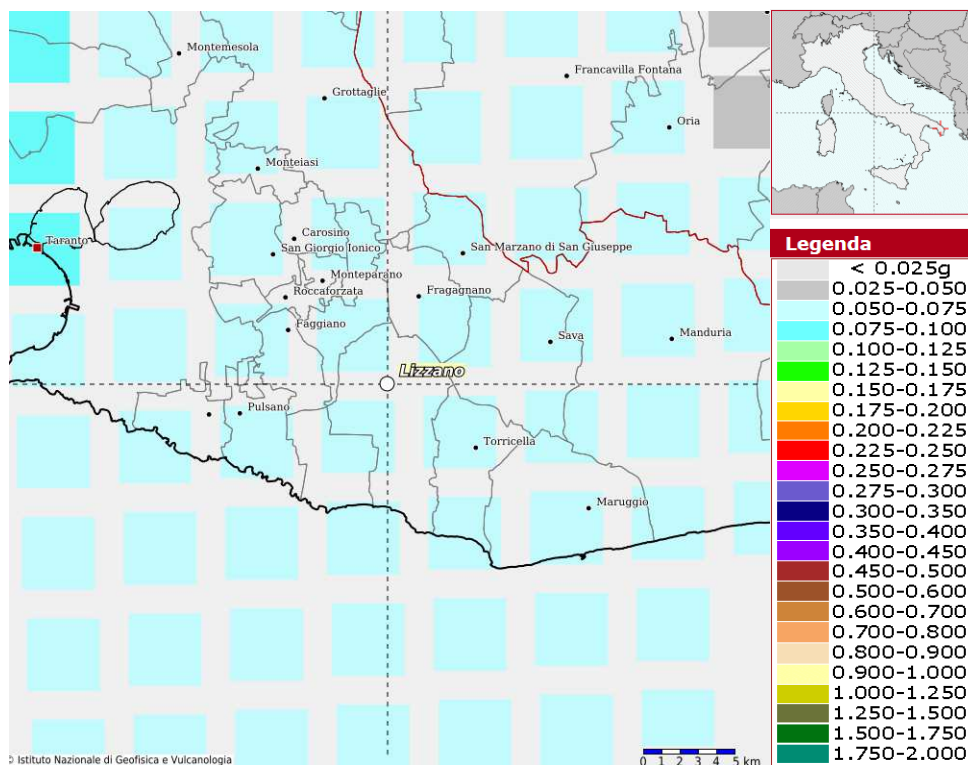 Montemesola
Francavilla Fontana
Grottaglie
Oria
Monteiasi
Carosino
Taranto
San Giorgio Ionico
San Marzano di San Giuseppe
Monteparano
Roccaforzata
Fragagnano
Faggiano
Sava
Manduria
Lizzano
Pulsano
Torricella
Maruggio
© Istituto Nazionale di Geofisica e Vulcanologia
0 1 2 3 4 5 km
Legenda
< 0.025g
0.025-0.050
0.050-0.075
0.075-0.100
0.100-0.125
0.125-0.150
0.150-0.175
0.175-0.200
0.200-0.225
0.225-0.250
0.250-0.275
0.275-0.300
0.300-0.350
0.350-0.400
0.400-0.450
0.450-0.500
0.500-0.600
0.600-0.700
0.700-0.800
0.800-0.900
0.900-1.000
1.000-1.250
1.250-1.500
1.500-1.750
1.750-2.000